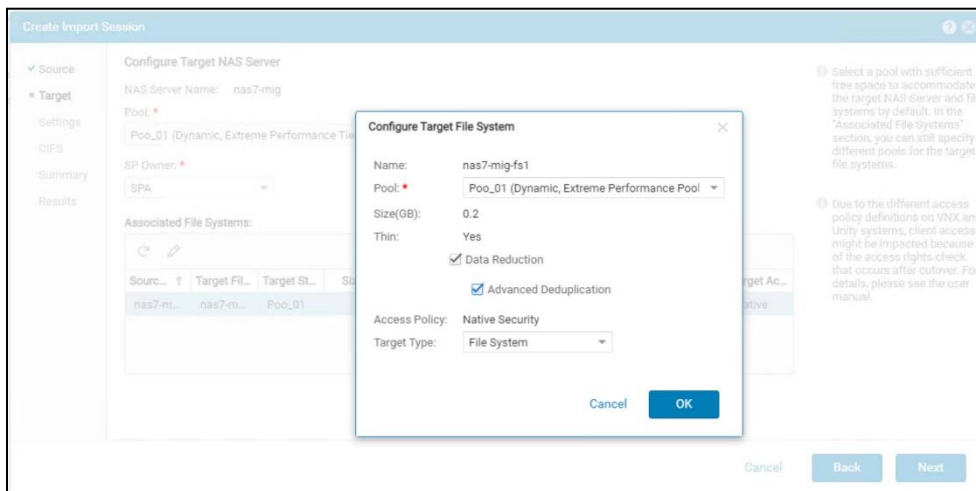 Create Import Session
Source
Target
Settings
CIFS
Summary
Results
Configure Target NAS Server
NAS Server Name: nas7-mig
Pool: *
Poo_01 (Dynamic, Extreme Performance Tie
SP Owner: *
SPA
Associated File Systems:
Sourc... Target Fil... Target St... rget Ac...
nas7-m... nas7-m... Poo_01 ative
Configure Target File System
Name: nas7-mig-fs1
Pool: * Poo_01 (Dynamic, Extreme Performance Pool
Size(GB): 0.2
Thin: Yes
Data Reduction
Advanced Deduplication
Access Policy: Native Security
Target Type: File System
Cancel OK
Select a pool with sufficient
free space to accommodate
the target NAS Server and fil
systems by default. In the
"Associated File Systems"
section, you can still specify
different pools for the target
file systems.
Due to the different access
policy definitions on VNX an
Unity systems, client access
might be impacted because
of the access rights check
that occurs after cutover. Fo
details, please see the user
manual.
Cancel Back Next